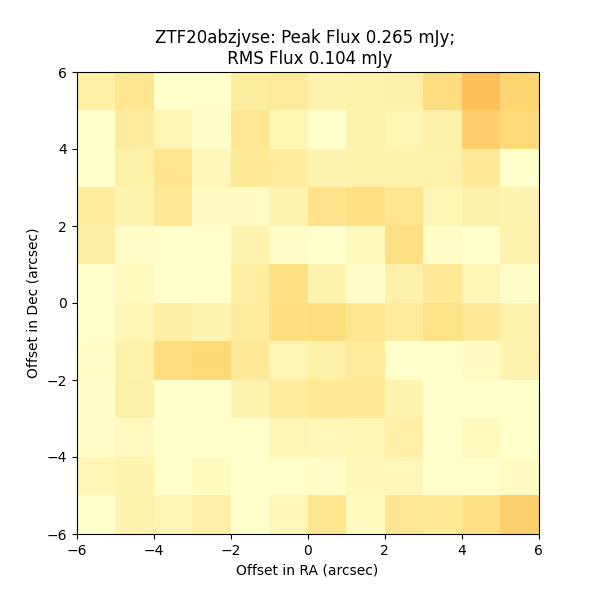 ZTF20abzjvse: Peak Flux 0.265 mJy;
RMS Flux 0.104 mJy
6
4
2
0
−2
−4
−6
Offset in Dec (arcsec)
−6 −4 −2 0 2 4 6
Offset in RA (arcsec)